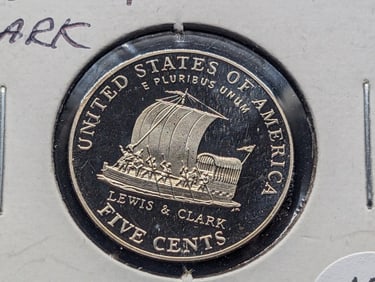 ARK
UNITED STATES OF AMERICA
E PLURIBUS UNUM
LEWIS & CLARK
FIVE CENTS